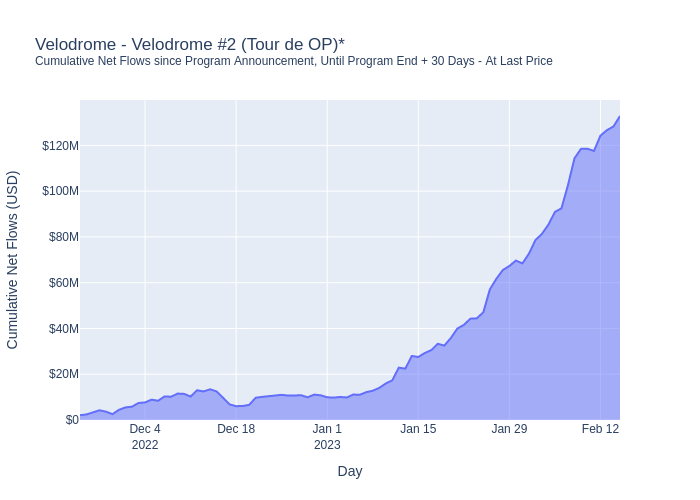 Velodrome - Velodrome #2 (Tour de OP)*
Cumulative Net Flows since Program Announcement, Until Program End + 30 Days - At Last Price
Cumulative Net Flows (USD)
$120M
$100M
$80M
$60M
$40M
$20M
$0
Dec 4 Dec 18 Jan 1 Jan 15 Jan 29 Feb 12
2022 2023
Day